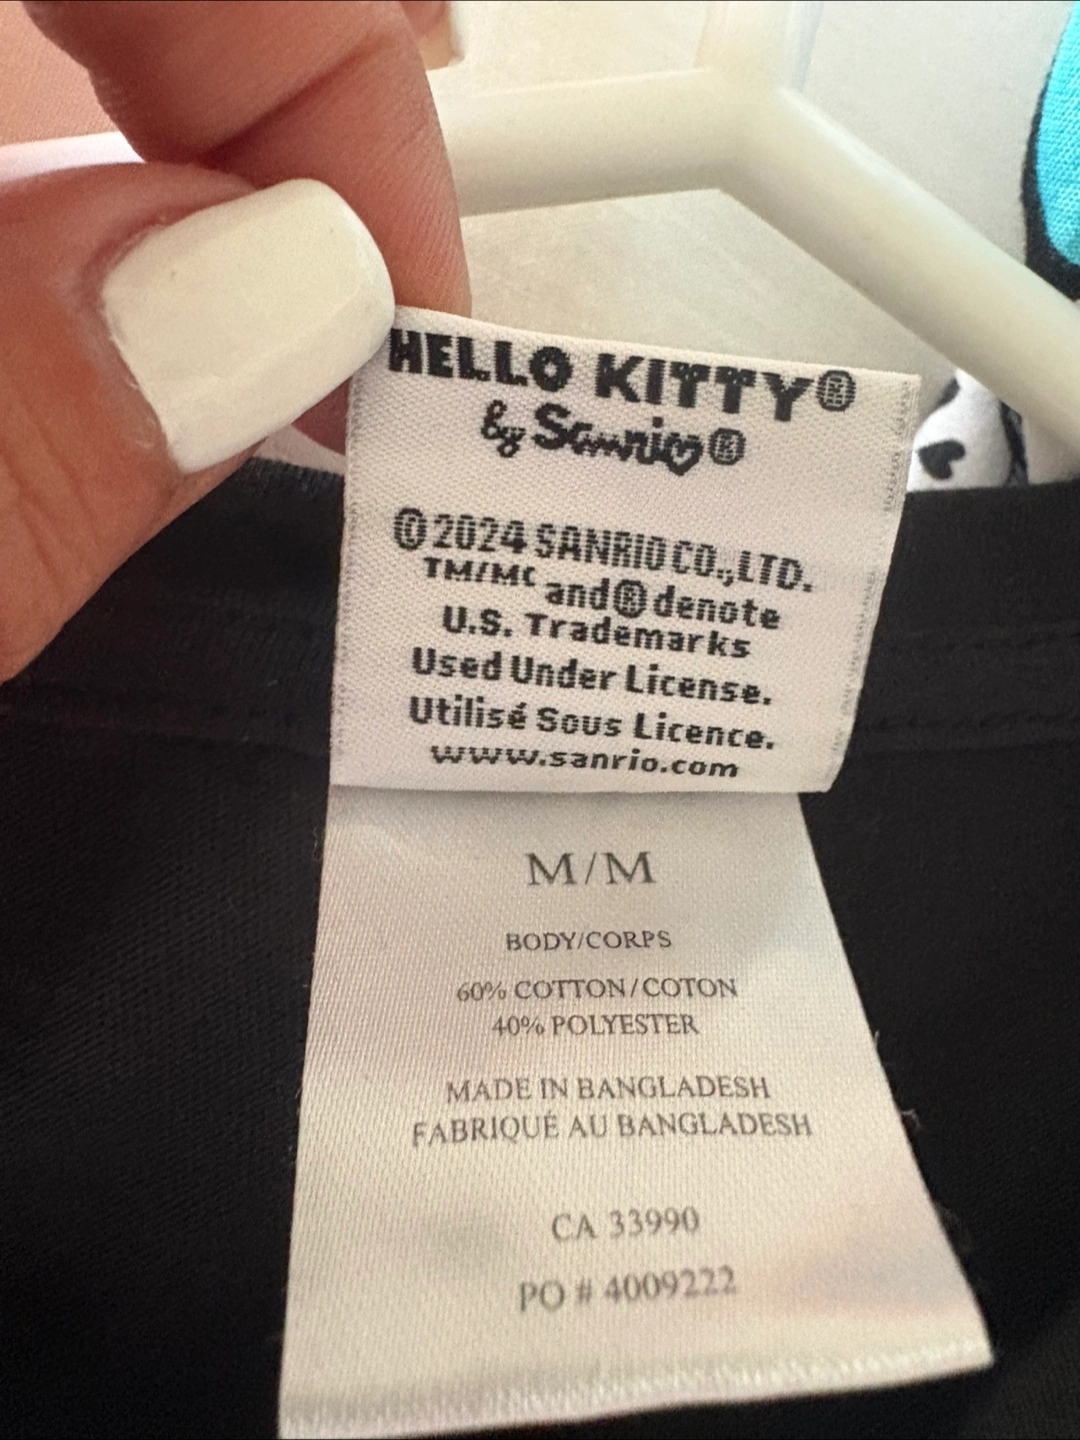 HELLO KITTY®
by Sanrio®
©2024 SANRIO CO.,LTD.
TM/MC and ® denote
U.S. Trademarks
Used Under License.
Utilisé Sous Licence.
www.sanrio.com
M/M
BODY/CORPS
60% COTTON/COTON
40% POLYESTER
MADE IN BANGLADESH
FABRIQUÉ AU BANGLADESH
CA 33990
PO # 4009222